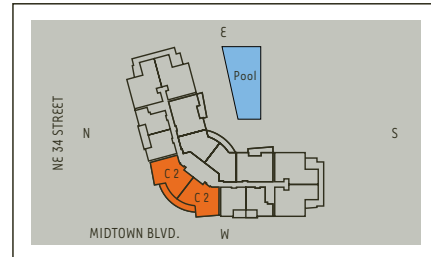 E
Pool
NE 34 STREET
N
S
C 2
C 2
MIDTOWN BLVD.
W